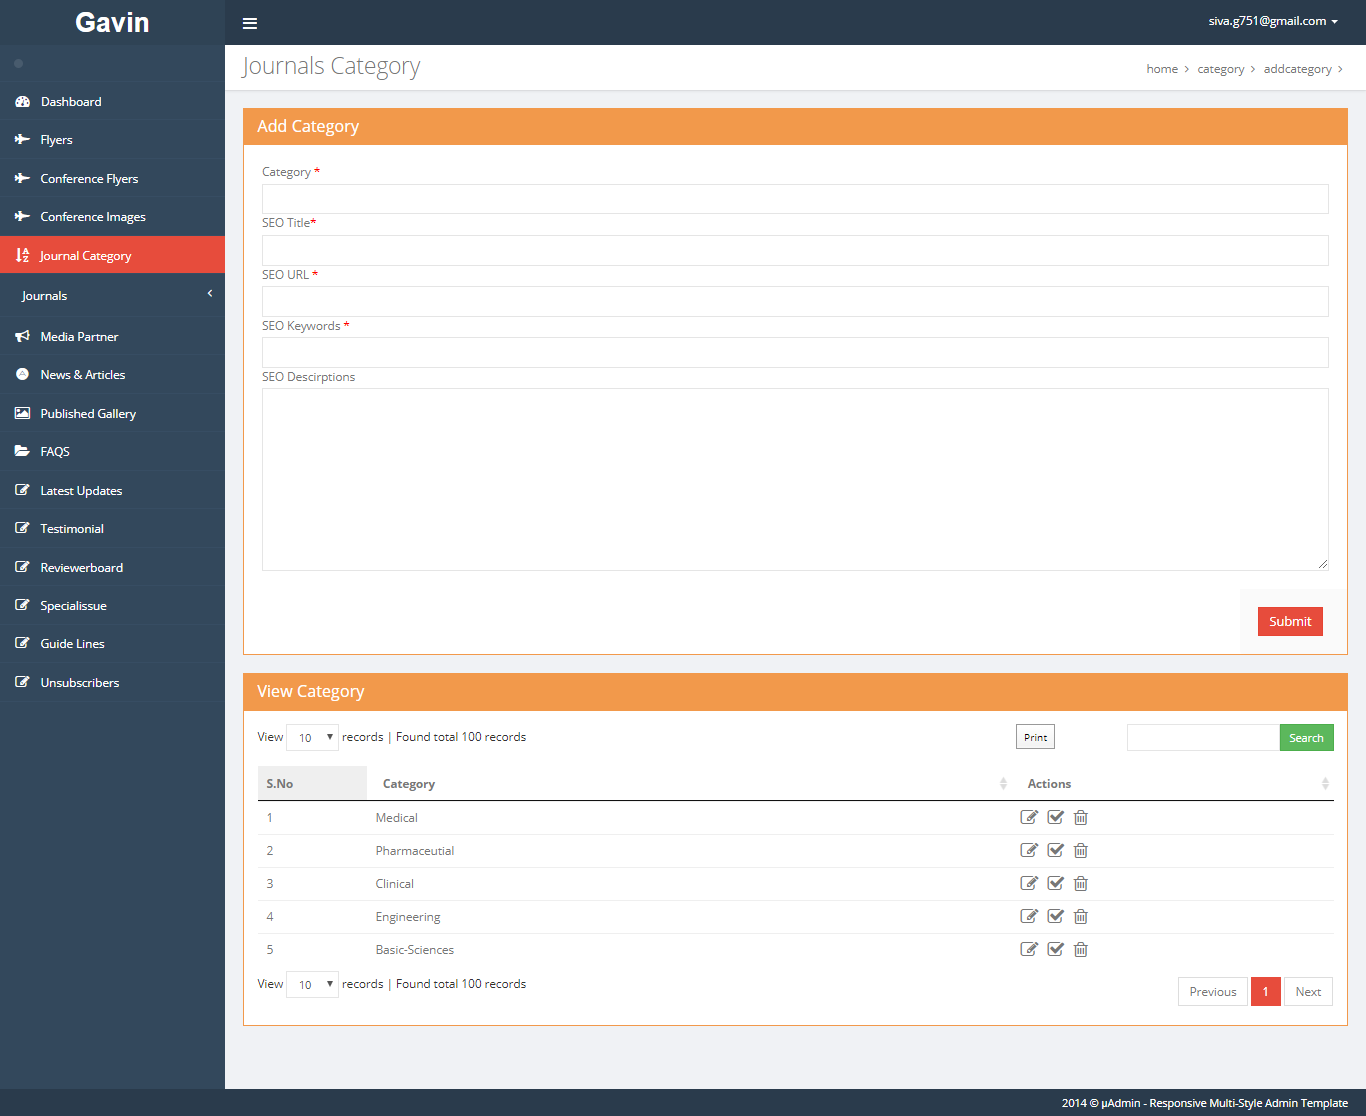 Gavin
siva.g751@gmail.com
Journals Category
home > category > addcategory >
Dashboard
Flyers
Conference Flyers
Conference Images
Journal Category
Journals
Media Partner
News & Articles
Published Gallery
FAQS
Latest Updates
Testimonial
Reviewerboard
Specialissue
Guide Lines
Unsubscribers
Add Category
Category *
SEO Title*
SEO URL *
SEO Keywords *
SEO Descirptions
Submit
View Category
View 10 records | Found total 100 records
Print
Search
S.No Category Actions
1 Medical
2 Pharmaceutial
3 Clinical
4 Engineering
5 Basic-Sciences
View 10 records | Found total 100 records
Previous 1 Next
2014 © µAdmin - Responsive Multi-Style Admin Template